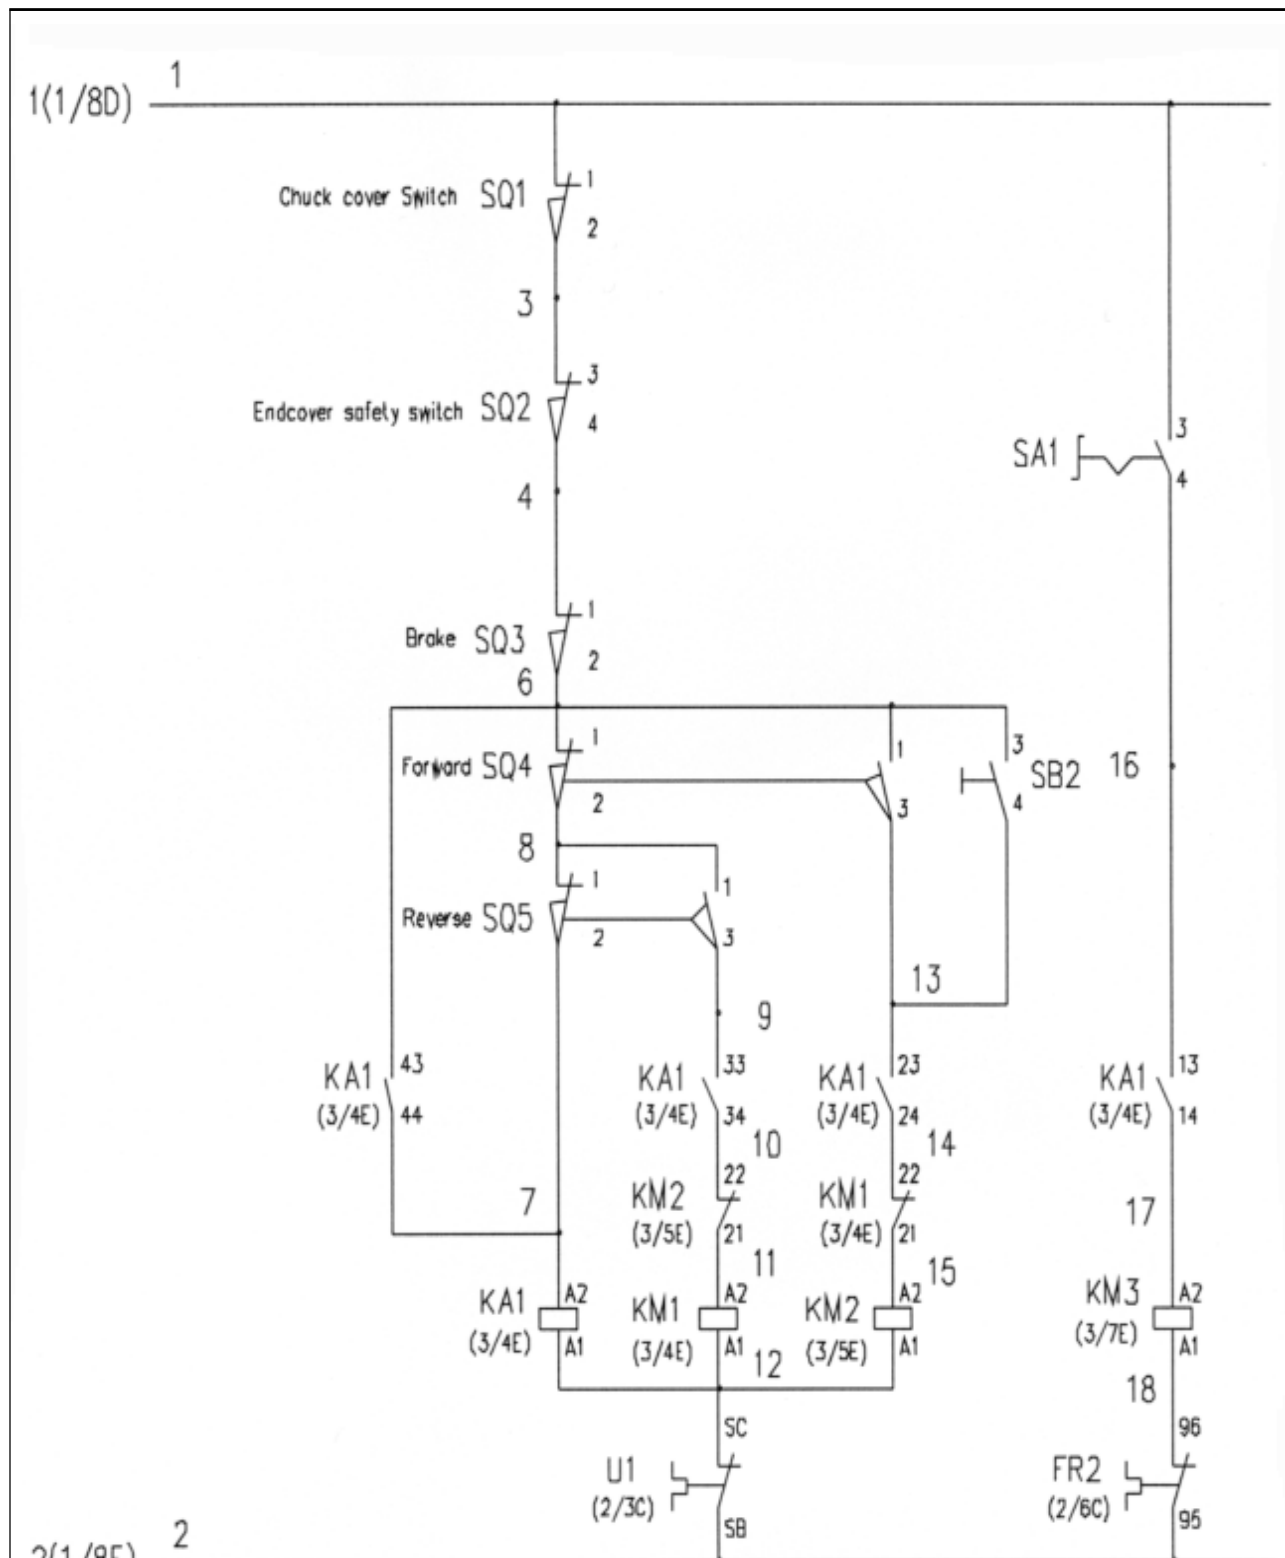 1
1(1/8D)
1
Chuck cover Switch SQ1
2
3
3
Endcover safety switch SQ2
4
4
3
SA1
4
1
Brake SQ3
2
6
1
Forward SQ4
2
1
3
3
SB2
4
16
8
1
Reverse SQ5
2
1
3
13
9
43
KA1
(3/4E)
44
33
KA1
(3/4E)
34
23
KA1
(3/4E)
24
13
KA1
(3/4E)
14
10
14
7
22
KM2
(3/5E)
21
22
KM1
(3/4E)
21
17
11
15
KA1
A2
(3/4E)
A1
KM1
A2
(3/4E)
A1
KM2
A2
(3/5E)
A1
KM3
A2
(3/7E)
A1
12
18
SC
U1
(2/3C)
SB
96
FR2
(2/6C)
95
2